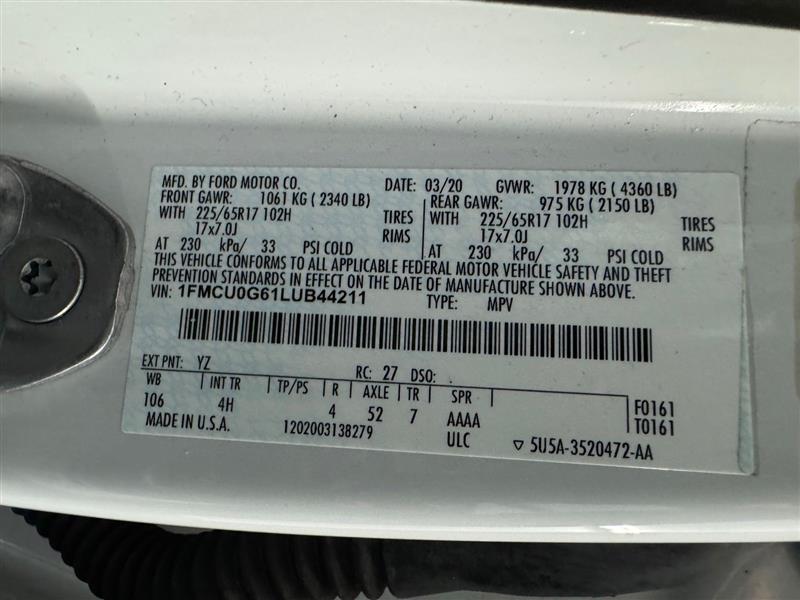 MFD. BY FORD MOTOR CO. DATE: 03/20 GVWR: 1978 KG ( 4360 LB)
FRONT GAWR: 1061 KG ( 2340 LB) REAR GAWR: 975 KG ( 2150 LB)
WITH 225/65R17 102H TIRES WITH 225/65R17 102H TIRES
17x7.0J RIMS 17x7.0J RIMS
AT 230 kPa/ 33 PSI COLD AT 230 kPa/ 33 PSI COLD
THIS VEHICLE CONFORMS TO ALL APPLICABLE FEDERAL MOTOR VEHICLE SAFETY AND THEFT
PREVENTION STANDARDS IN EFFECT ON THE DATE OF MANUFACTURE SHOWN ABOVE.
VIN: 1FMCU0G61LUB44211 TYPE: MPV
EXT PNT: YZ RC: 27 DSO:
WB INT TR TP/PS R AXLE TR SPR F0161
106 4H 4 52 7 AAAA T0161
MADE IN U.S.A. 1202003138279 ULC ▽ 5U5A-3520472-AA